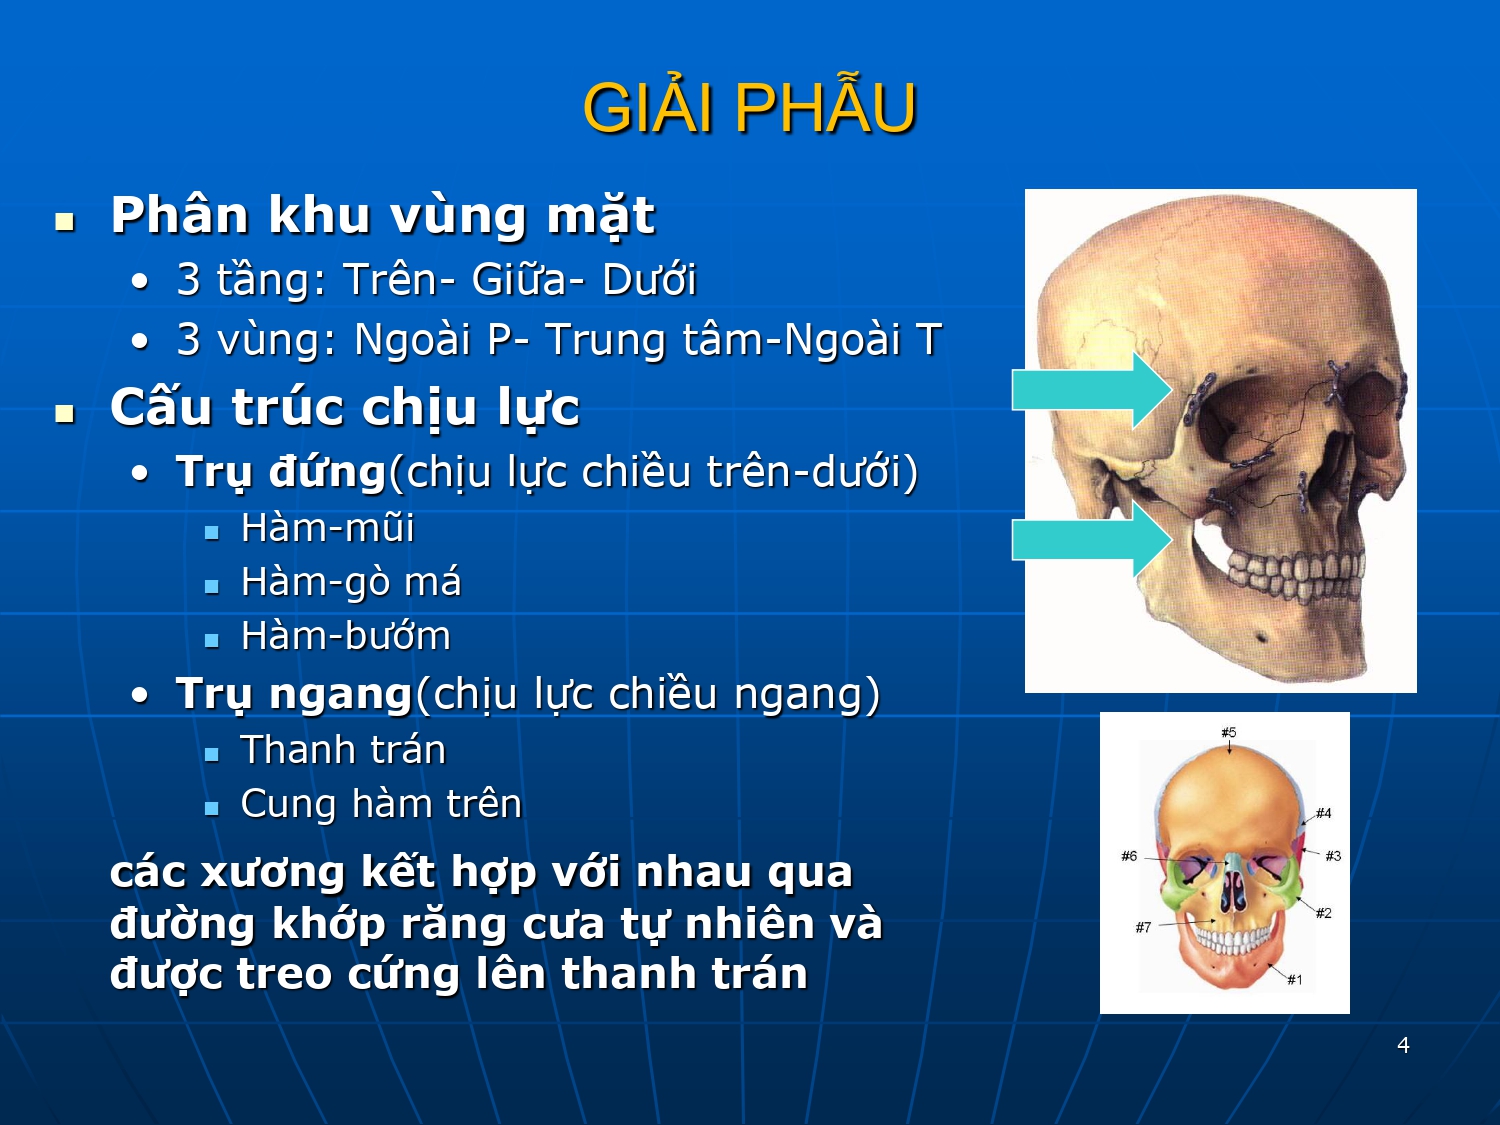 GIẢI PHẪU
Phân khu vùng mặt
3 tầng: Trên- Giữa- Dưới
3 vùng: Ngoài P- Trung tâm-Ngoài T
Cấu trúc chịu lực
Trụ đứng(chịu lực chiều trên-dưới)
Hàm-mũi
Hàm-gò má
Hàm-bướm
Trụ ngang(chịu lực chiều ngang)
Thanh trán
Cung hàm trên
các xương kết hợp với nhau qua
đường khớp răng cưa tự nhiên và
được treo cứng lên thanh trán
#5
#4
#6
#3
#2
#7
#1
4